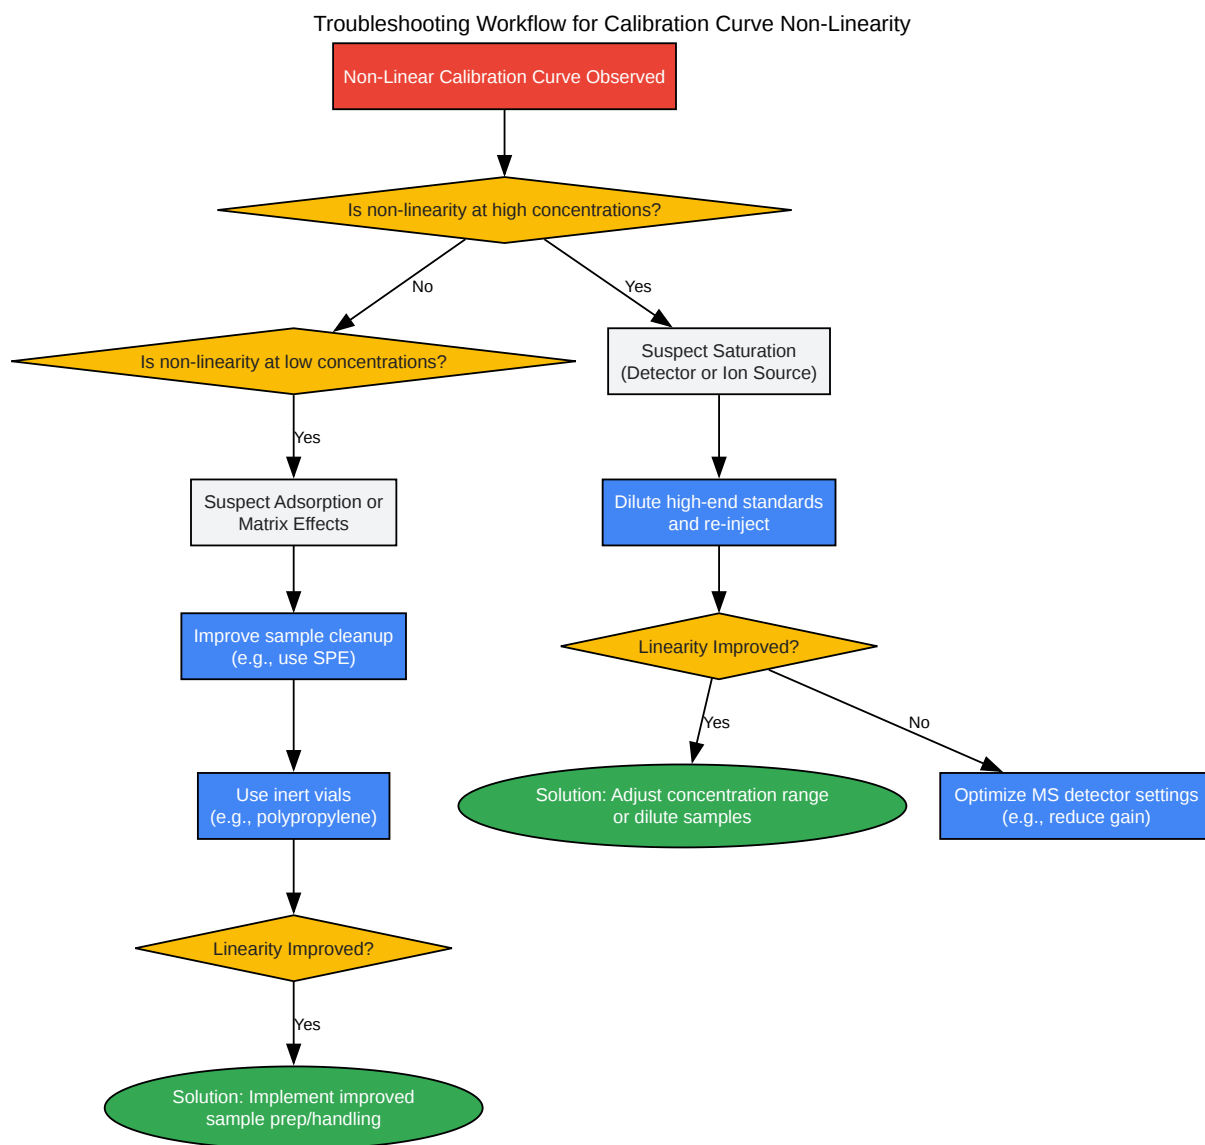 Troubleshooting Workflow for Calibration Curve Non-Linearity
Non-Linear Calibration Curve Observed
Is non-linearity at high concentrations?
No
Yes
Is non-linearity at low concentrations?
Suspect Saturation
(Detector or Ion Source)
Yes
Suspect Adsorption or
Matrix Effects
Dilute high-end standards
and re-inject
Improve sample cleanup
(e.g., use SPE)
Linearity Improved?
Yes
No
Use inert vials
(e.g., polypropylene)
Solution: Adjust concentration range
or dilute samples
Optimize MS detector settings
(e.g., reduce gain)
Linearity Improved?
Yes
Solution: Implement improved
sample prep/handling